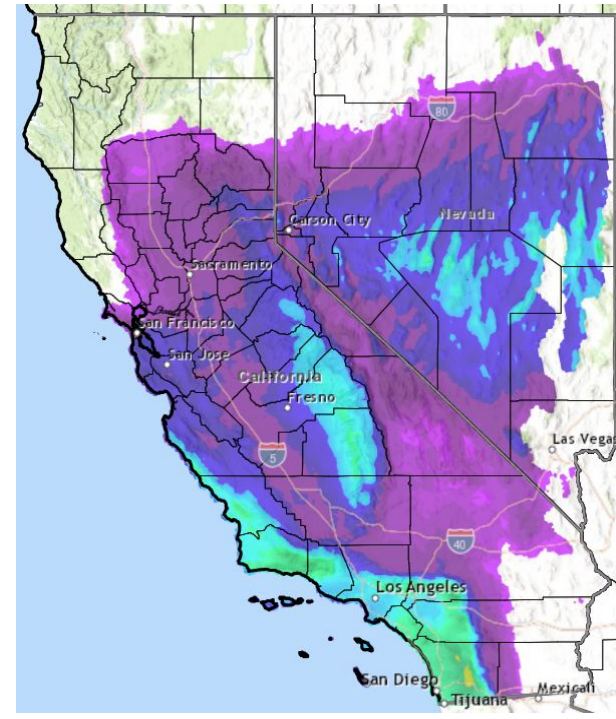 80
Carson City
Nevada
Sacramento
San Francisco
San Jose
California
Fresno
5
Las Vegas
40
Los Angeles
San Diego
Mexicali
Tijuana